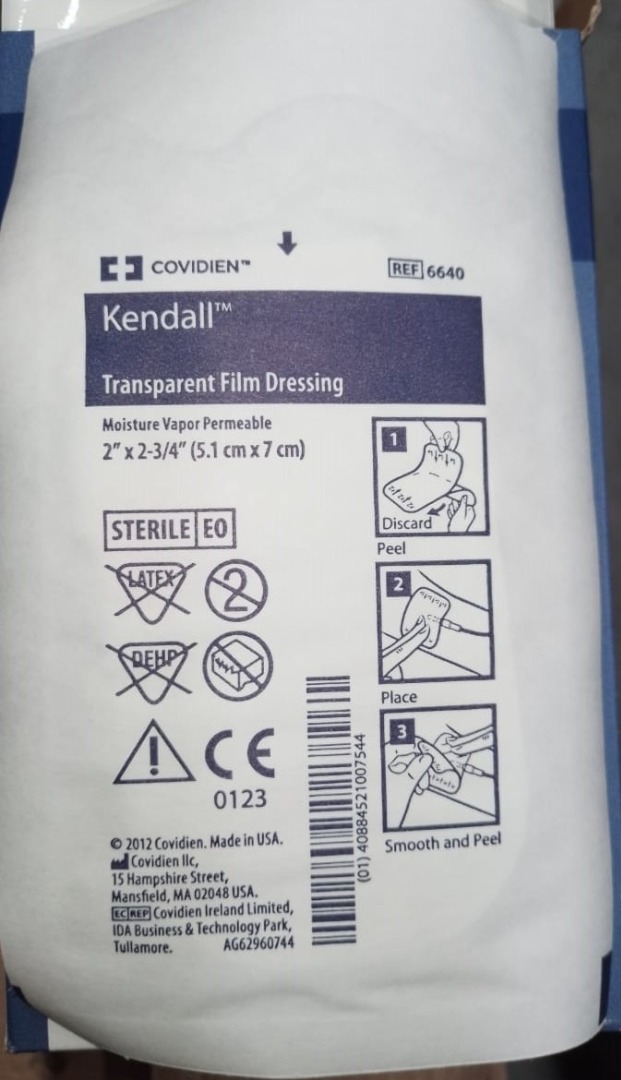 COVIDIEN™
REF 6640
Kendall™
Transparent Film Dressing
Moisture Vapor Permeable
2" x 2-3/4" (5.1 cm x 7 cm)
STERILE EO
LATEX
2
DEHP
CE
0123
1
Discard
Peel
2
Place
3
Smooth and Peel
(01) 40884521007544
© 2012 Covidien. Made in USA.
Covidien llc,
15 Hampshire Street,
Mansfield, MA 02048 USA.
EC REP Covidien Ireland Limited,
IDA Business & Technology Park,
Tullamore. AG62960744